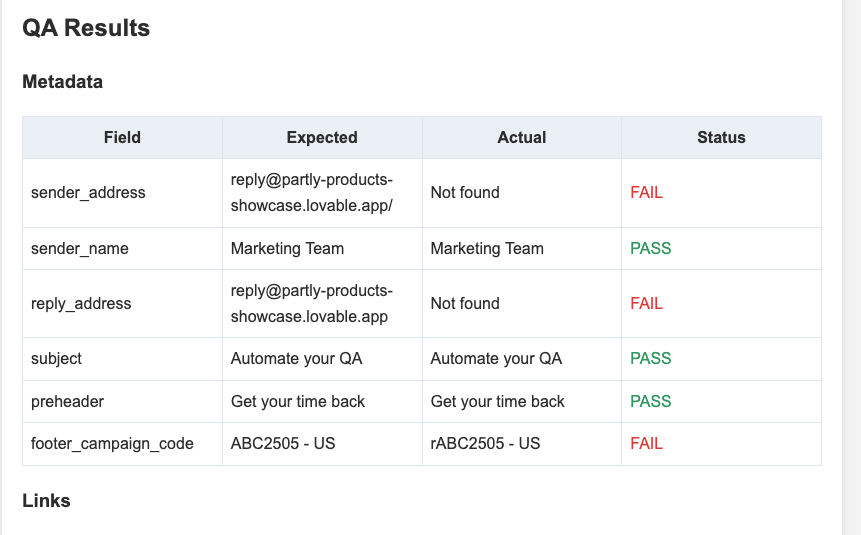 QA Results
Metadata
Field Expected Actual Status
sender_address reply@partly-products-showcase.lovable.app/ Not found FAIL
sender_name Marketing Team Marketing Team PASS
reply_address reply@partly-products-showcase.lovable.app Not found FAIL
subject Automate your QA Automate your QA PASS
preheader Get your time back Get your time back PASS
footer_campaign_code ABC2505 - US rABC2505 - US FAIL
Links